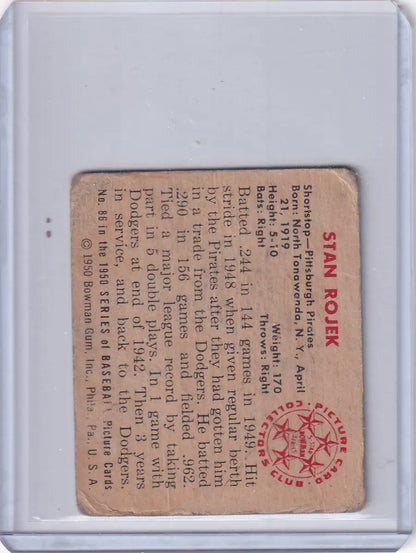 STAN ROJEK
Shortstop—Pittsburgh Pirates
Born: North Tonawonda, N. Y., April
21, 1919
Height: 5-10 Weight: 170
Bats: Right Throws: Right
Batted .244 in 144 games in 1949. Hit
stride in 1948 when given regular berth
by the Pirates after they had gotten him
in a trade from the Dodgers. He batted
.290 in 156 games and fielded .962.
Tied a major league record by taking
part in 5 double plays. In 1 game with
Dodgers at end of 1942. Then 3 years
in service, and back to the Dodgers.
No. 86 in the 1950 SERIES of BASEBALL Picture Cards
© 1950 Bowman Gum, Inc., Phila., Pa., U. S. A.
PICTURE CARD
COLLECTORS CLUB
BOWMAN